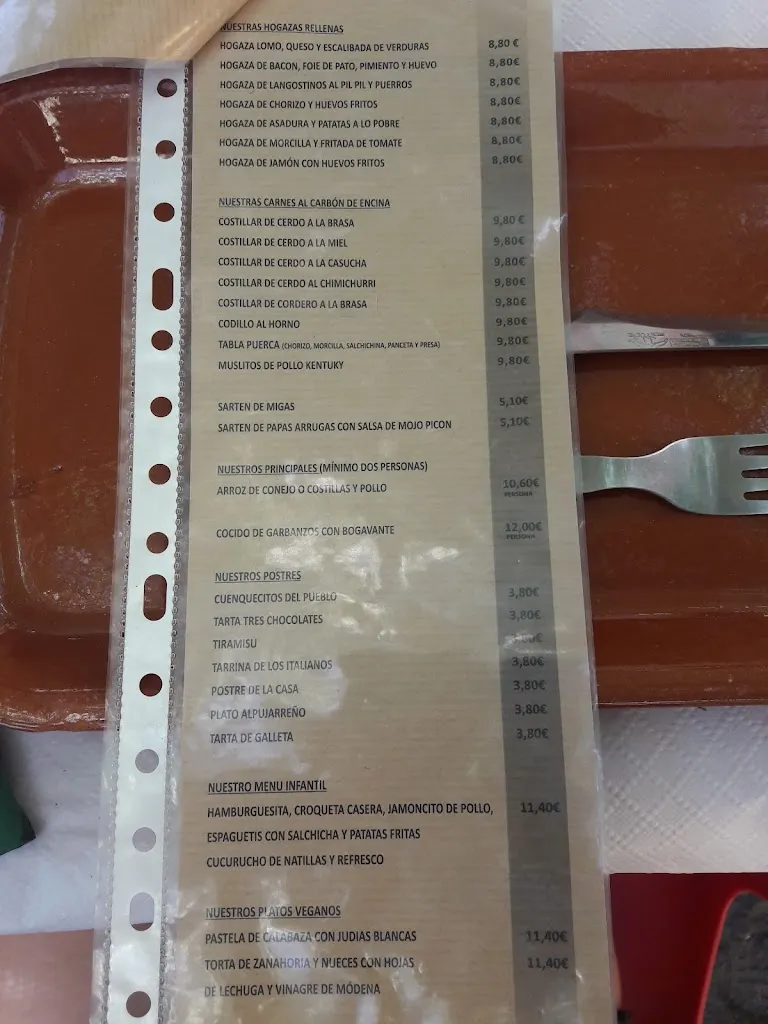 NUESTRAS HOGAZAS RELLENAS
HOGAZA LOMO, QUESO Y ESCALIBADA DE VERDURAS 8,80 €
HOGAZA DE BACON, FOIE DE PATO, PIMIENTO Y HUEVO 8,80€
HOGAZA DE LANGOSTINOS AL PIL PIL Y PUERROS 8,80€
HOGAZA DE CHORIZO Y HUEVOS FRITOS 8,80€
HOGAZA DE ASADURA Y PATATAS A LO POBRE 8,80€
HOGAZA DE MORCILLA Y FRITADA DE TOMATE 8,80€
HOGAZA DE JAMÓN CON HUEVOS FRITOS 8,80€
NUESTRAS CARNES AL CARBÓN DE ENCINA
COSTILLAR DE CERDO A LA BRASA 9,80 €
COSTILLAR DE CERDO A LA MIEL 9,80€
COSTILLAR DE CERDO A LA CASUCHA 9,80€
COSTILLAR DE CERDO AL CHIMICHURRI 9,80€
COSTILLAR DE CORDERO A LA BRASA 9,80€
CODILLO AL HORNO 9,80€
TABLA PUERCA (CHORIZO, MORCILLA, SALCHICHINA, PANCETA Y PRESA) 9,80€
MUSLITOS DE POLLO KENTUKY 9,80€
SARTEN DE MIGAS 5,10€
SARTEN DE PAPAS ARRUGAS CON SALSA DE MOJO PICON 5,10€
NUESTROS PRINCIPALES (MÍNIMO DOS PERSONAS)
ARROZ DE CONEJO O COSTILLAS Y POLLO 10,60€
PERSONA
COCIDO DE GARBANZOS CON BOGAVANTE 12,00€
PERSONA
NUESTROS POSTRES
CUENQUECITOS DEL PUEBLO 3,80€
TARTA TRES CHOCOLATES 3,80€
TIRAMISU
TARRINA DE LOS ITALIANOS 3,80€
POSTRE DE LA CASA 3,80€
PLATO ALPUJARREÑO 3,80€
TARTA DE GALLETA 3,80€
NUESTRO MENU INFANTIL
HAMBURGUESITA, CROQUETA CASERA, JAMONCITO DE POLLO, 11,40€
ESPAGUETIS CON SALCHICHA Y PATATAS FRITAS
CUCURUCHO DE NATILLAS Y REFRESCO
NUESTROS PLATOS VEGANOS
PASTELA DE CALABAZA CON JUDIAS BLANCAS 11,40€
TORTA DE ZANAHORIA Y NUECES CON HOJAS 11,40€
DE LECHUGA Y VINAGRE DE MÓDENA